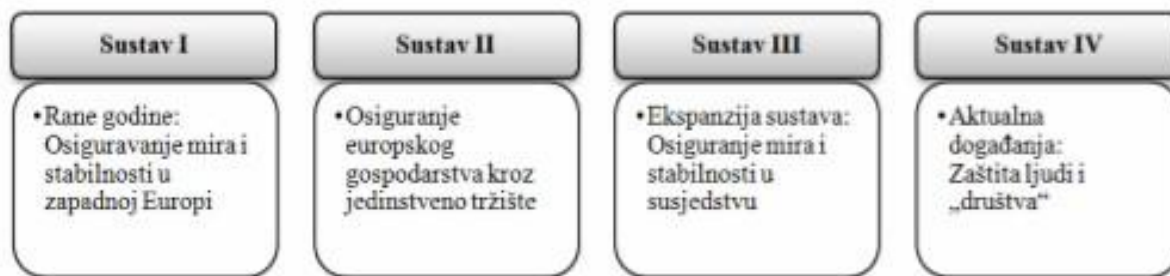 Sustav I
•Rane godine:
Osiguravanje mira i
stabilnosti u
zapadnoj Europi
Sustav II
•Osiguranje
europskog
gospodarstva kroz
jedinstveno tržište
Sustav III
•Ekspanzija sustava:
Osiguranje mira i
stabilnosti u
susjedstvu
Sustav IV
•Aktualna
događanja:
Zaštita ljudi i
„društva“